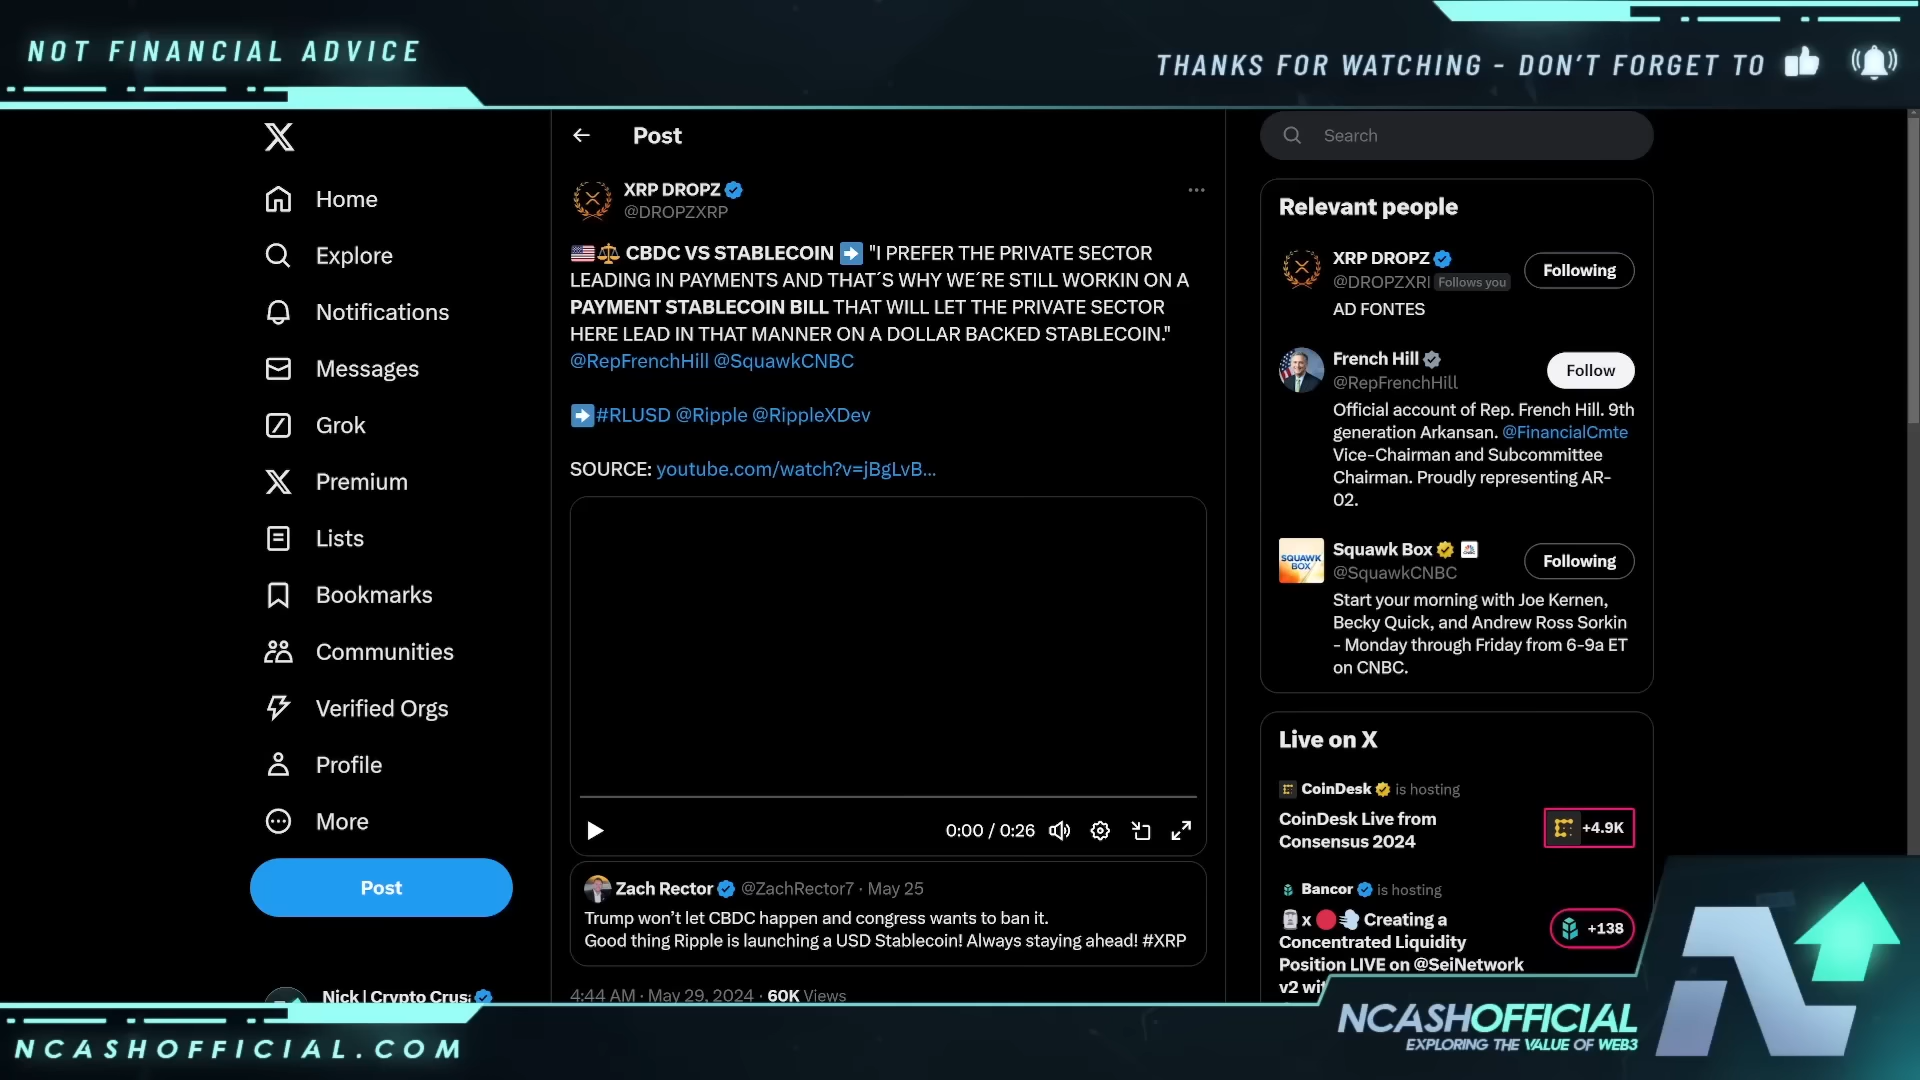 NOT FINANCIAL ADVICE
THANKS FOR WATCHING - DON'T FORGET TO
Home
Explore
Notifications
Messages
Grok
Premium
Lists
Bookmarks
Communities
Verified Orgs
Profile
More
Post
Nick | Crypto Crus
Post
XRP DROPZ
@DROPZXRP
CBDC VS STABLECOIN ➡ "I PREFER THE PRIVATE SECTOR
LEADING IN PAYMENTS AND THAT´S WHY WE´RE STILL WORKIN ON A
PAYMENT STABLECOIN BILL THAT WILL LET THE PRIVATE SECTOR
HERE LEAD IN THAT MANNER ON A DOLLAR BACKED STABLECOIN."
@RepFrenchHill @SquawkCNBC
➡#RLUSD @Ripple @RippleXDev
SOURCE: youtube.com/watch?v=jBgLvB...
0:00 / 0:26
Zach Rector @ZachRector7 · May 25
Trump won't let CBDC happen and congress wants to ban it.
Good thing Ripple is launching a USD Stablecoin! Always staying ahead! #XRP
4:44 AM · May 29, 2024 · 60K Views
Search
Relevant people
XRP DROPZ
@DROPZXRI Follows you
Following
AD FONTES
French Hill
@RepFrenchHill
Follow
Official account of Rep. French Hill. 9th
generation Arkansan. @FinancialCmte
Vice-Chairman and Subcommittee
Chairman. Proudly representing AR-
02.
SQUAWK
BOX
Squawk Box
@SquawkCNBC
Following
Start your morning with Joe Kernen,
Becky Quick, and Andrew Ross Sorkin
- Monday through Friday from 6-9a ET
on CNBC.
Live on X
CoinDesk is hosting
CoinDesk Live from
Consensus 2024
+4.9K
Bancor is hosting
x Creating a
Concentrated Liquidity
Position LIVE on @SeiNetwork
v2 wit
+138
NCASHOFFICIAL.COM
NCASHOFFICIAL
EXPLORING THE VALUE OF WEB3